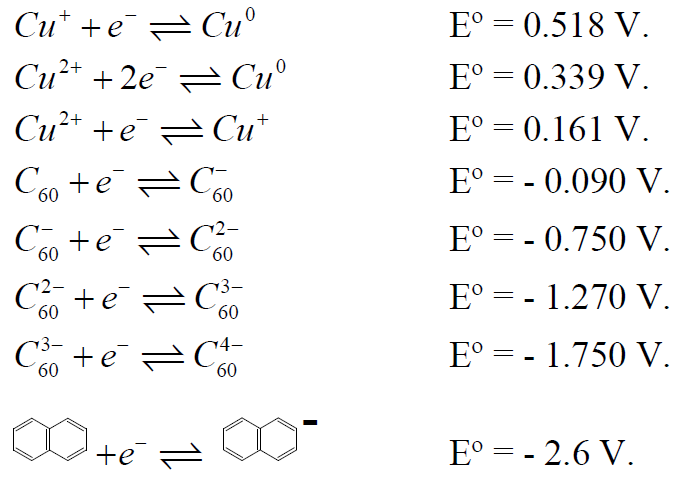 Cu⁺ + e⁻ ⇌ Cu⁰ Eº = 0.518 V.
Cu²⁺ + 2e⁻ ⇌ Cu⁰ Eº = 0.339 V.
Cu²⁺ + e⁻ ⇌ Cu⁺ Eº = 0.161 V.
C₆₀ + e⁻ ⇌ C₆₀⁻ Eº = - 0.090 V.
C₆₀⁻ + e⁻ ⇌ C₆₀²⁻ Eº = - 0.750 V.
C₆₀²⁻ + e⁻ ⇌ C₆₀³⁻ Eº = - 1.270 V.
C₆₀³⁻ + e⁻ ⇌ C₆₀⁴⁻ Eº = - 1.750 V.
+e⁻ ⇌ - Eº = - 2.6 V.